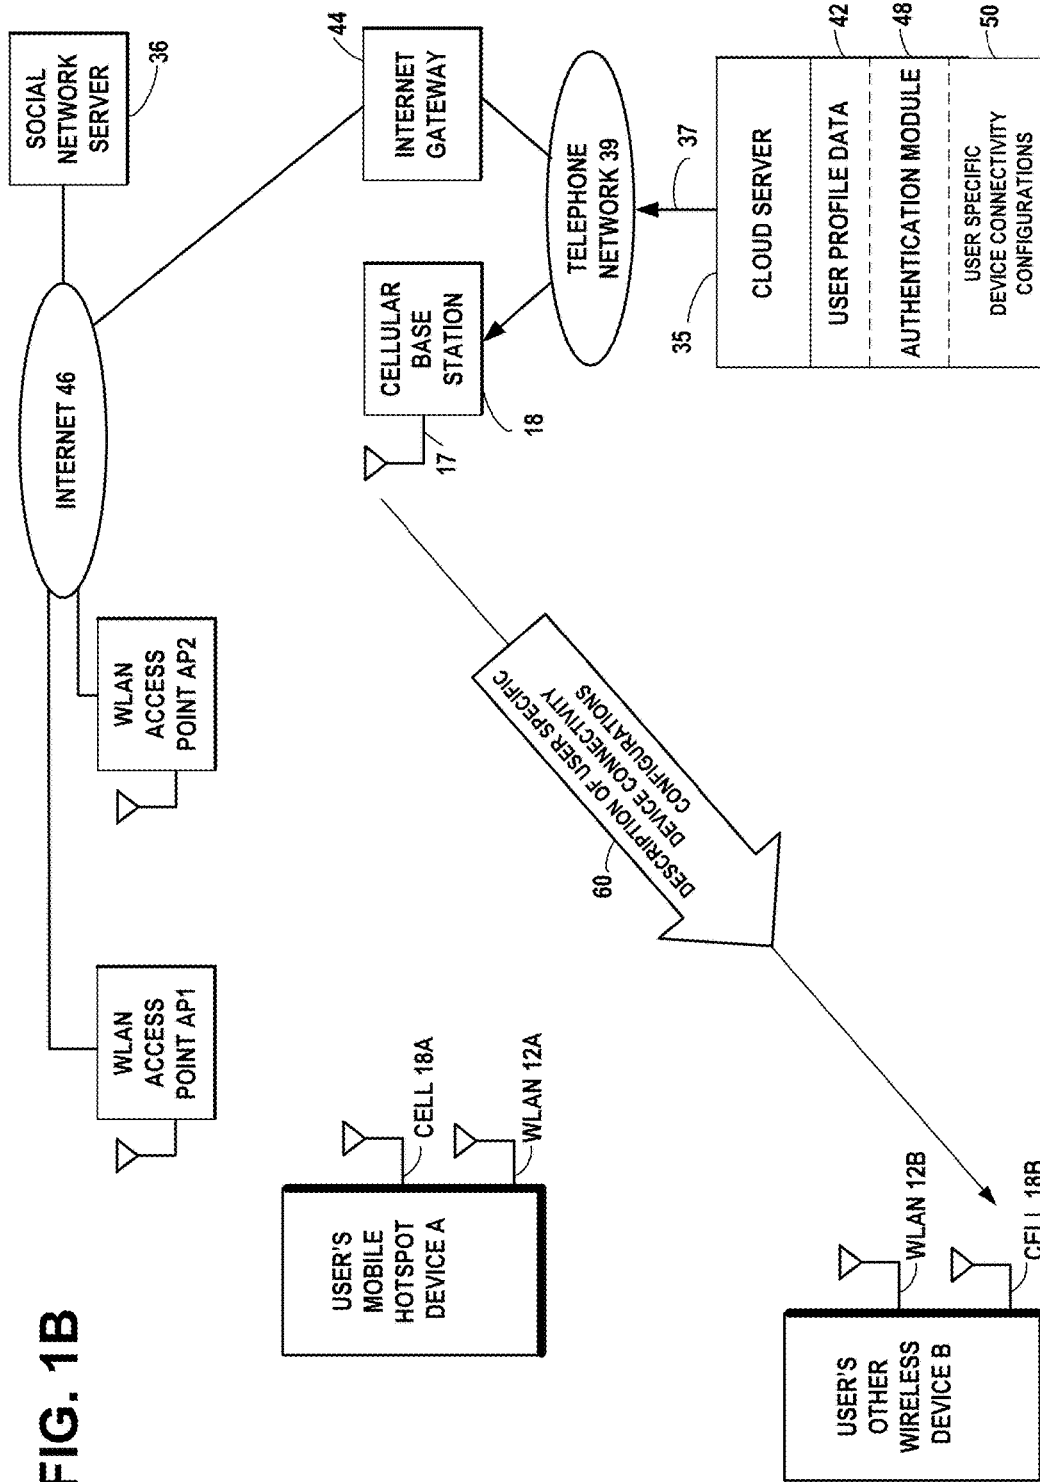 FIG. 1B
WLAN
ACCESS
POINT AP1
WLAN
ACCESS
POINT AP2
INTERNET 46
SOCIAL
NETWORK
SERVER
36
USER'S
MOBILE
HOTSPOT
DEVICE A
CELL 18A
WLAN 12A
17
CELLULAR
BASE
STATION
18
INTERNET
GATEWAY
44
TELEPHONE
NETWORK 39
37
60
DESCRIPTION OF USER SPECIFIC
DEVICE CONNECTIVITY
CONFIGURATIONS
35
CLOUD SERVER
USER PROFILE DATA
42
AUTHENTICATION MODULE
48
USER SPECIFIC
DEVICE CONNECTIVITY
CONFIGURATIONS
50
USER'S
OTHER
WIRELESS
DEVICE B
WLAN 12B
CELL 18B